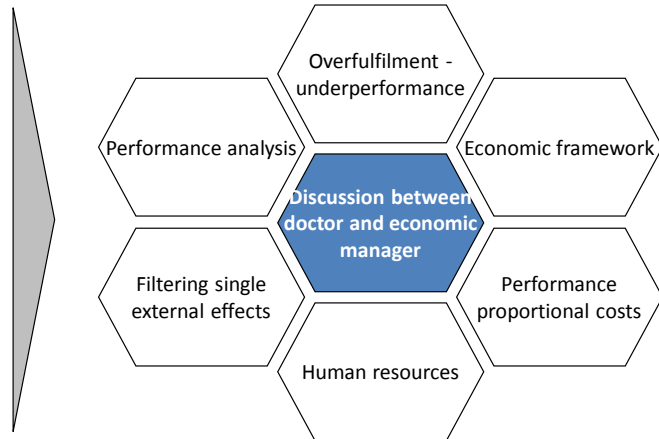 Overfulfilment -
underperformance
Performance analysis
Economic framework
Discussion between
doctor and economic
manager
Filtering single
external effects
Performance
proportional costs
Human resources